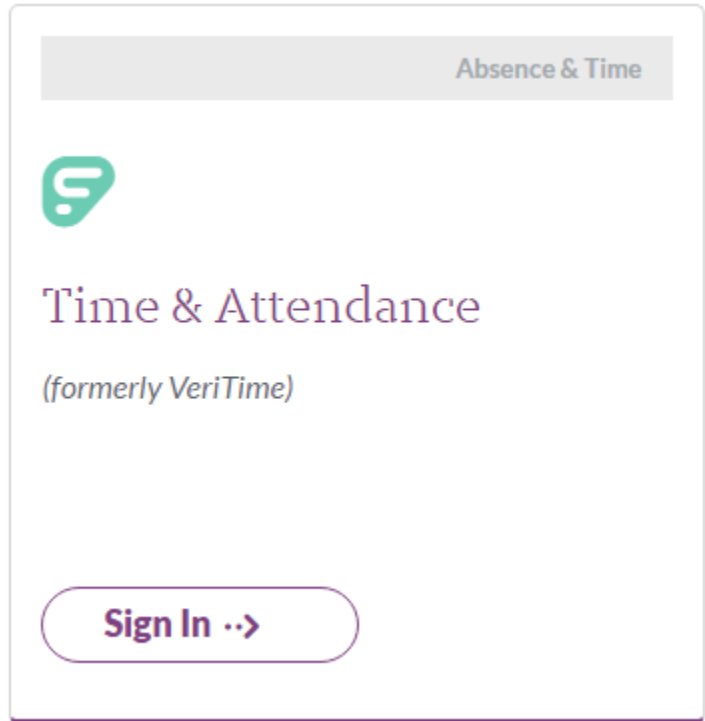 Absence & Time
Time & Attendance
(formerly VeriTime)
Sign In